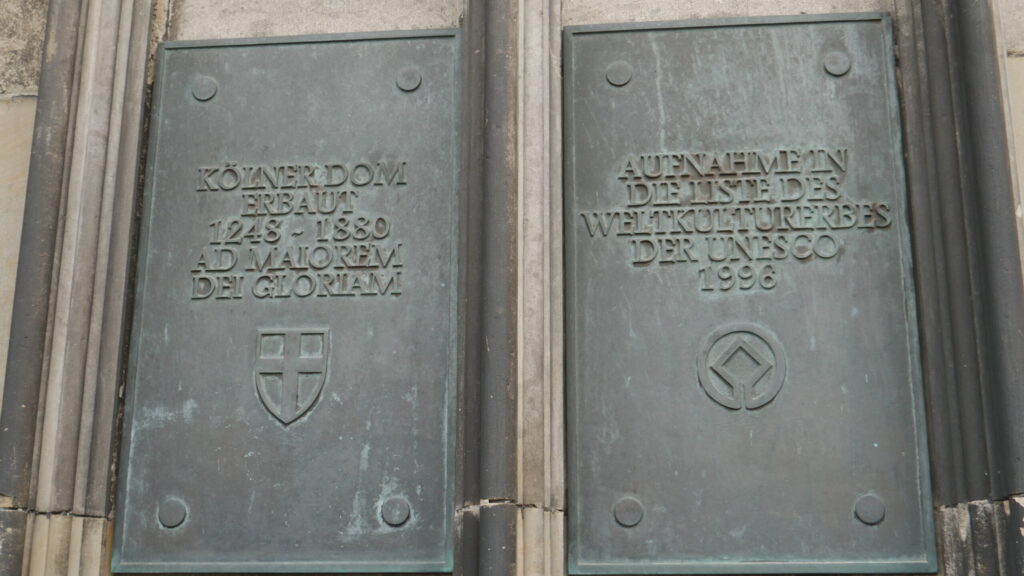 KÖLNER DOM
ERBAUT
1248 - 1880
AD MAIOREM
DEI GLORIAM
AUFNAHME IN
DIE LISTE DES
WELTKULTURERBES
DER UNESCO
1996